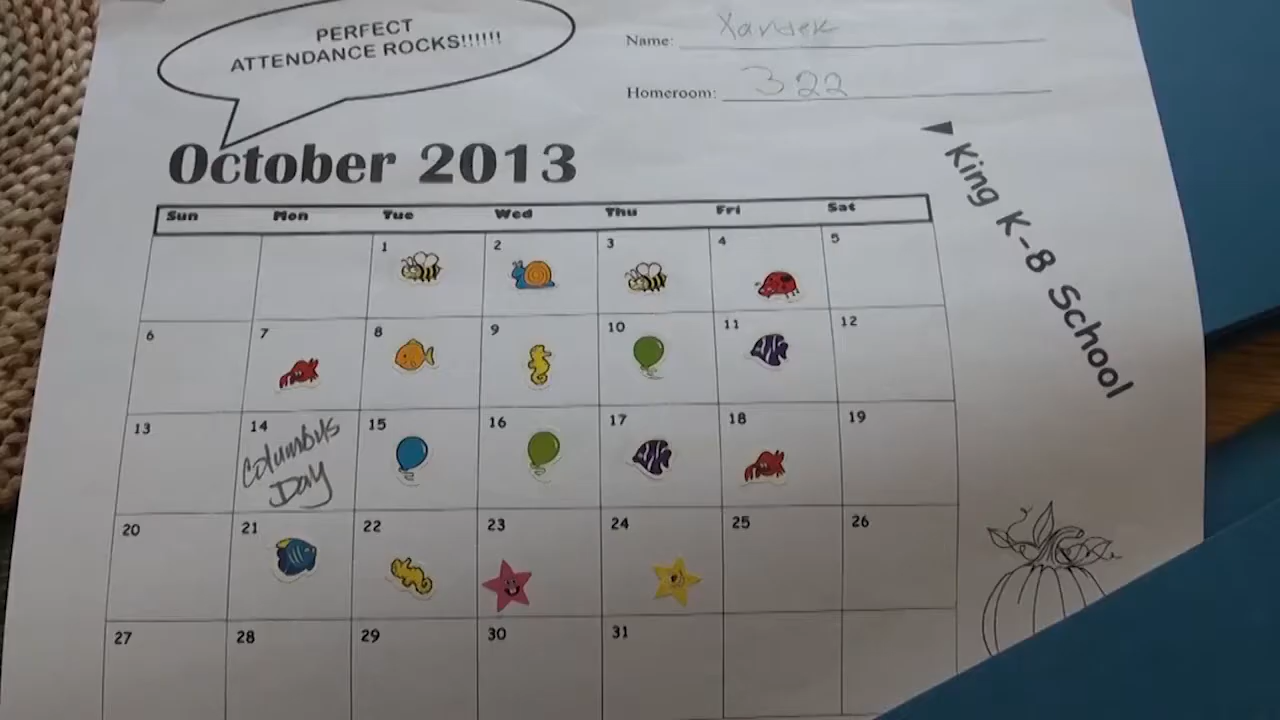 PERFECT
ATTENDANCE ROCKS!!!!!!
Name: Xander
Homeroom: 322
October 2013
King K-8 School
Sun Mon Tue Wed Thu Fri Sat
1 2 3 4 5
6 7 8 9 10 11 12
13 14 15 16 17 18 19
Columbus
Day
20 21 22 23 24 25 26
27 28 29 30 31